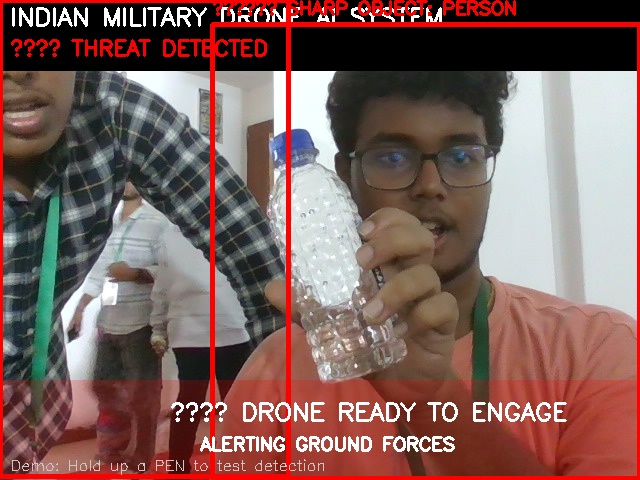 ?????? SHARP OBJECT: PERSON
INDIAN MILITARY DRONE AI SYSTEM
???? THREAT DETECTED
???? DRONE READY TO ENGAGE
ALERTING GROUND FORCES
Demo: Hold up a PEN to test detection